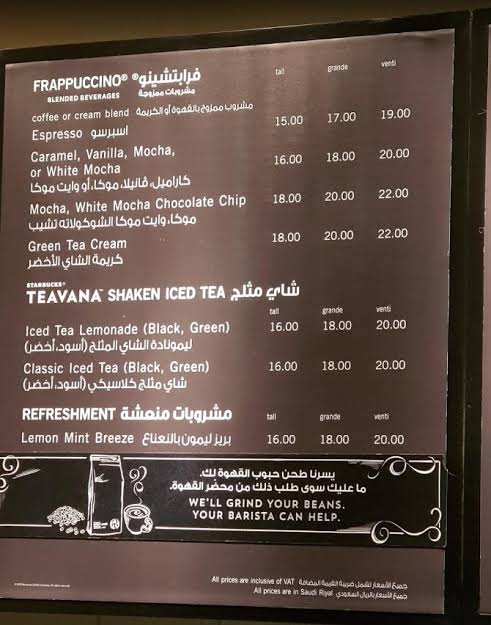 FRAPPUCCINO® فرابتشينو®
BLENDED BEVERAGES مشروبات ممزوجة
tall grande venti
coffee or cream blend مشروب ممزوج بالقهوة أو الكريمة
Espresso اسبرسو 15.00 17.00 19.00
Caramel, Vanilla, Mocha,
or White Mocha 16.00 18.00 20.00
كاراميل، ڤانيلا، موكا، أو وايت موكا
Mocha, White Mocha Chocolate Chip 18.00 20.00 22.00
موكا، وايت موكا الشوكولاته تشيب
Green Tea Cream 18.00 20.00 22.00
كريمة الشاي الأخضر
STARBUCKS®
TEAVANA™ SHAKEN ICED TEA شاي مثلج
tall grande venti
Iced Tea Lemonade (Black, Green) 16.00 18.00 20.00
ليمونادة الشاي المثلج (أسود، أخضر)
Classic Iced Tea (Black, Green) 16.00 18.00 20.00
شاي مثلج كلاسيكي (أسود، أخضر)
REFRESHMENT مشروبات منعشة tall grande venti
Lemon Mint Breeze بريز ليمون بالنعناع 16.00 18.00 20.00
يسرنا طحن حبوب القهوة لك.
ما عليك سوى طلب ذلك من محضر القهوة.
WE'LL GRIND YOUR BEANS.
YOUR BARISTA CAN HELP.
All prices are inclusive of VAT جميع الأسعار تشمل ضريبة القيمة المضافة
All prices are in Saudi Riyal جميع الأسعار بالريال السعودي